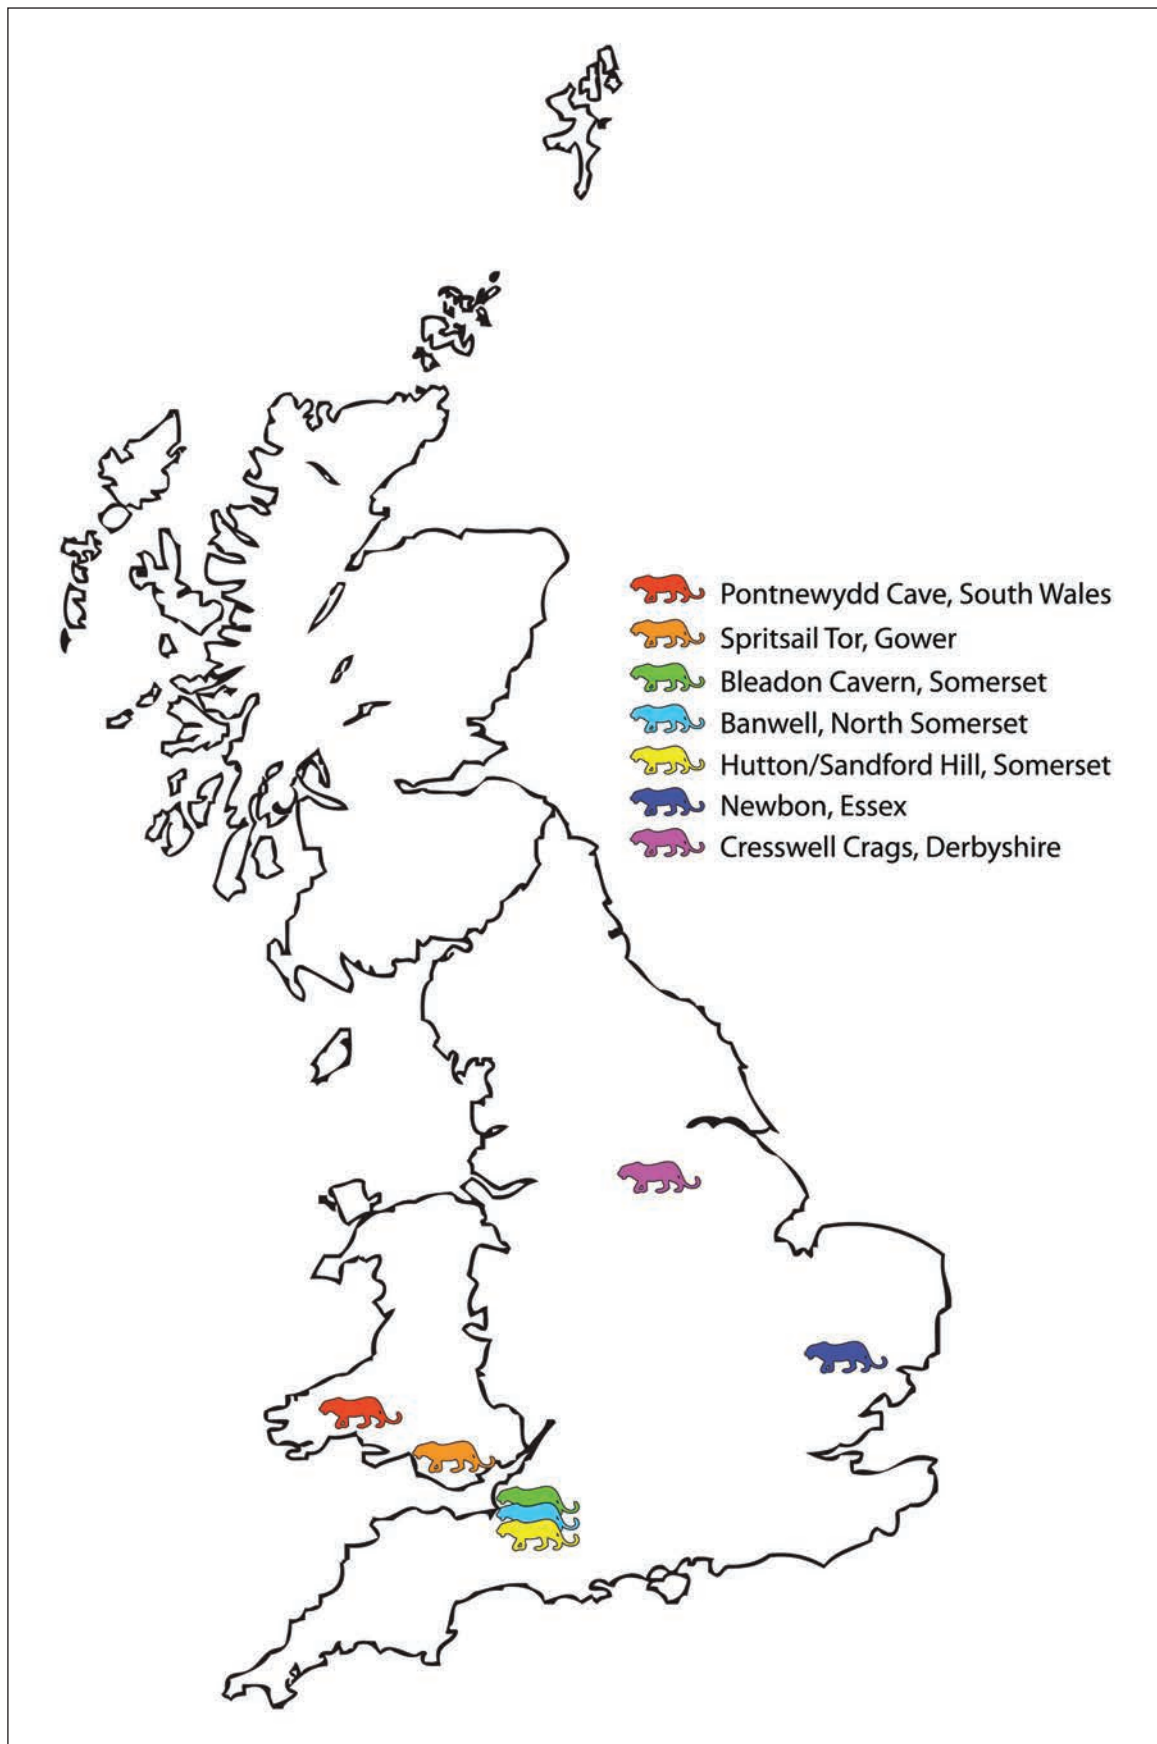 Pontnewydd Cave, South Wales
Spritsail Tor, Gower
Bleadon Cavern, Somerset
Banwell, North Somerset
Hutton/Sandford Hill, Somerset
Newbon, Essex
Cresswell Crags, Derbyshire